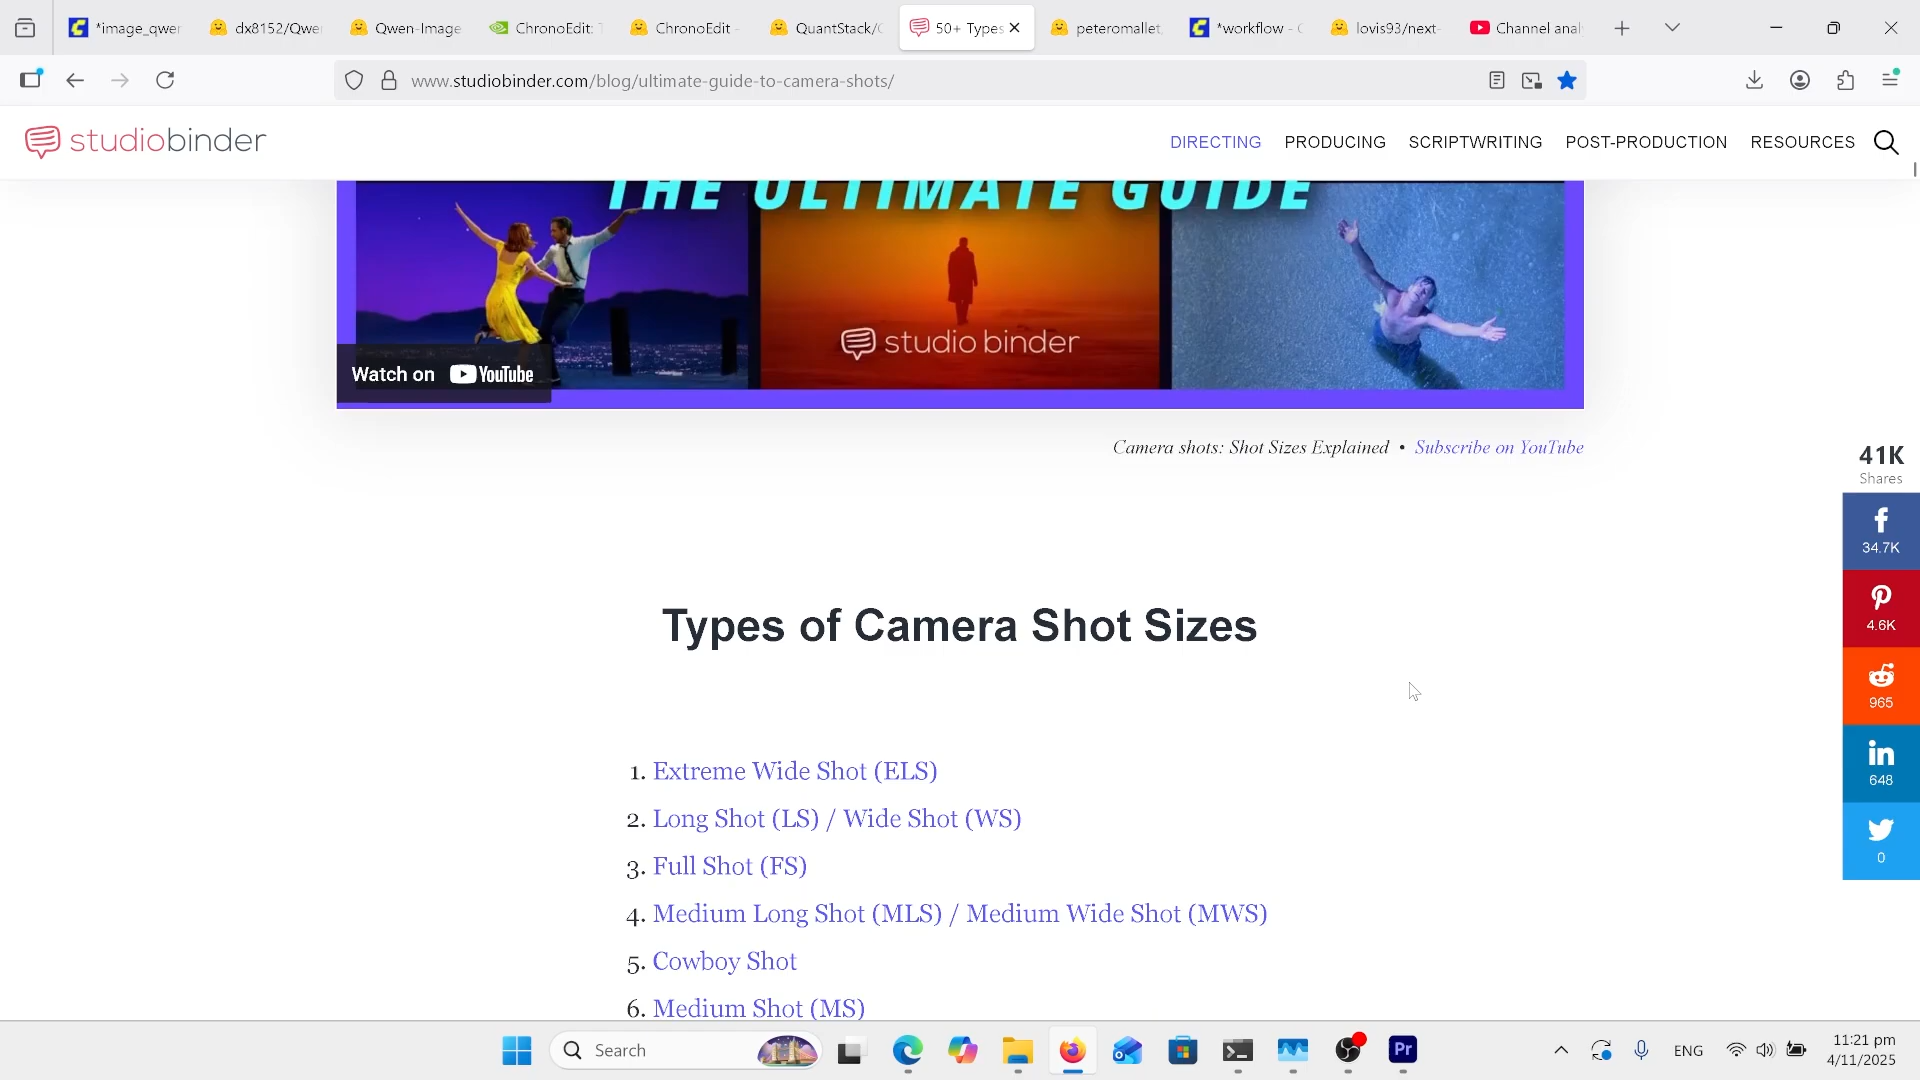 *image_qwer
dx8152/Qwe
Qwen-Image
ChronoEdit: T
ChronoEdit -
QuantStack/C
50+ Types
peteromallet
*workflow - C
lovis93/next-
Channel anal
www.studiobinder.com/blog/ultimate-guide-to-camera-shots/
studiobinder
DIRECTING PRODUCING SCRIPTWRITING POST-PRODUCTION RESOURCES
THE ULTIMATE GUIDE
studiobinder
Watch on YouTube
Camera shots: Shot Sizes Explained • Subscribe on YouTube
41K
Shares
34.7K
4.6K
965
648
0
Types of Camera Shot Sizes
1. Extreme Wide Shot (ELS)
2. Long Shot (LS) / Wide Shot (WS)
3. Full Shot (FS)
4. Medium Long Shot (MLS) / Medium Wide Shot (MWS)
5. Cowboy Shot
6. Medium Shot (MS)
Search
Pr
ENG
11:21 pm
4/11/2025